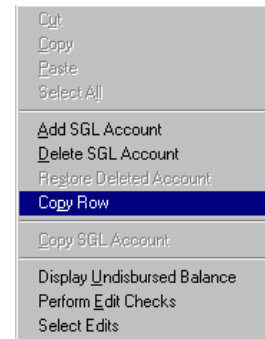 Cut
Copy
Paste
Select All
Add SGL Account
Delete SGL Account
Restore Deleted Account
Copy Row
Copy SGL Account
Display Undisbursed Balance
Perform Edit Checks
Select Edits